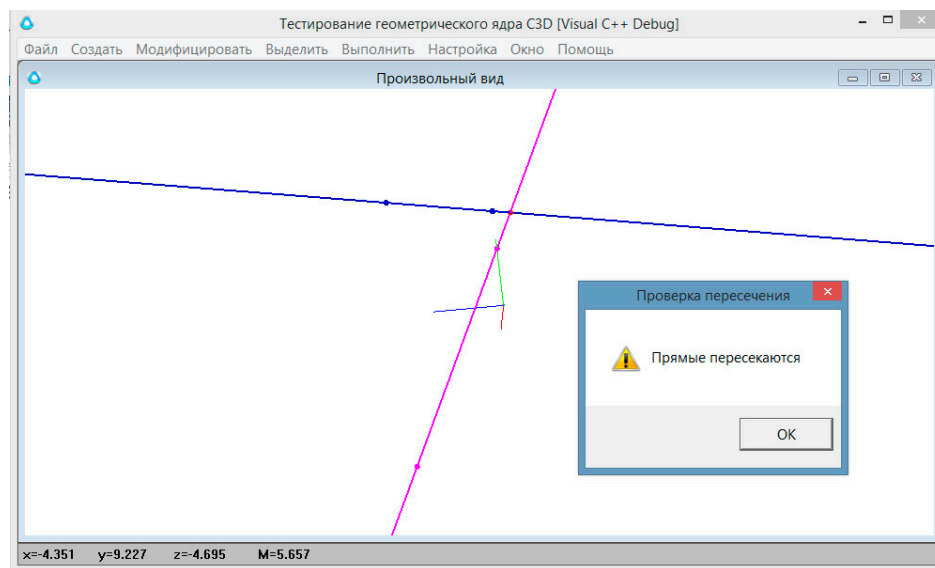 Тестирование геометрического ядра C3D [Visual C++ Debug]
Файл Создать Модифицировать Выделить Выполнить Настройка Окно Помощь
Произвольный вид
Проверка пересечения
Прямые пересекаются
ОК
x=-4.351 y=9.227 z=-4.695 M=5.657